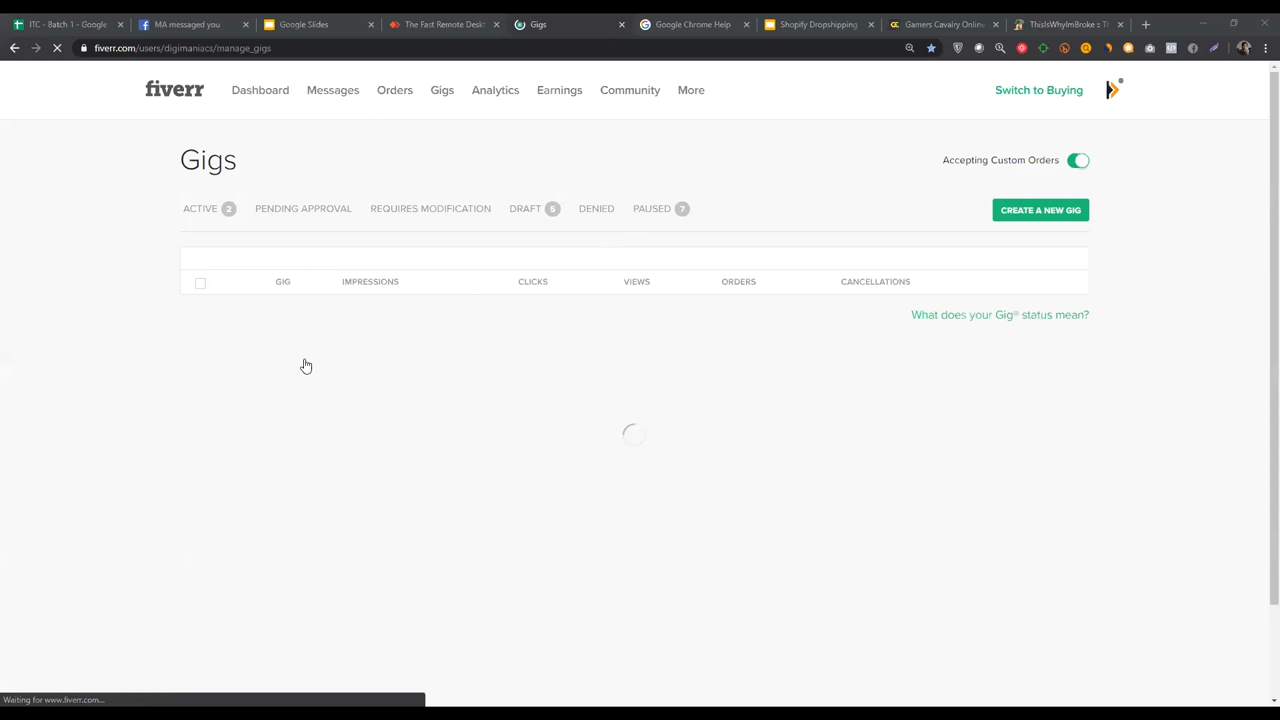 ITC - Batch 1 - Google
MA messaged you
Google Slides
The Fast Remote Desk
Gigs
Google Chrome Help
Shopify Dropshipping
Gamers Cavalry Online
ThisIsWhyImBroke :: Th
fiverr.com/users/digimaniacs/manage_gigs
fiverr
Dashboard
Messages
Orders
Gigs
Analytics
Earnings
Community
More
Switch to Buying
Gigs
Accepting Custom Orders
ACTIVE 2
PENDING APPROVAL
REQUIRES MODIFICATION
DRAFT 5
DENIED
PAUSED 7
CREATE A NEW GIG
GIG
IMPRESSIONS
CLICKS
VIEWS
ORDERS
CANCELLATIONS
What does your Gig® status mean?
Waiting for www.fiverr.com...